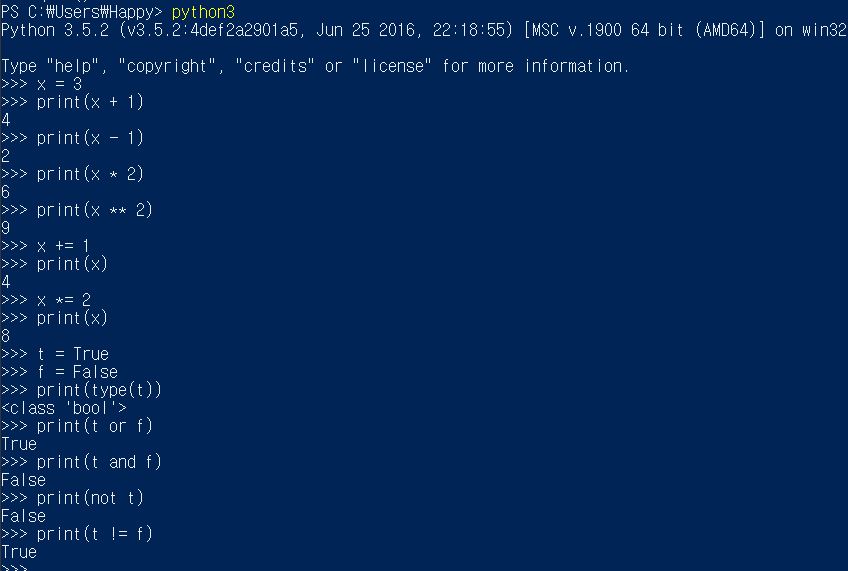 PS C:₩Users₩Happy> python3
Python 3.5.2 (v3.5.2:4def2a2901a5, Jun 25 2016, 22:18:55) [MSC v.1900 64 bit (AMD64)] on win32
Type "help", "copyright", "credits" or "license" for more information.
>>> x = 3
>>> print(x + 1)
4
>>> print(x - 1)
2
>>> print(x * 2)
6
>>> print(x ** 2)
9
>>> x += 1
>>> print(x)
4
>>> x *= 2
>>> print(x)
8
>>> t = True
>>> f = False
>>> print(type(t))
<class 'bool'>
>>> print(t or f)
True
>>> print(t and f)
False
>>> print(not t)
False
>>> print(t != f)
True
>>>